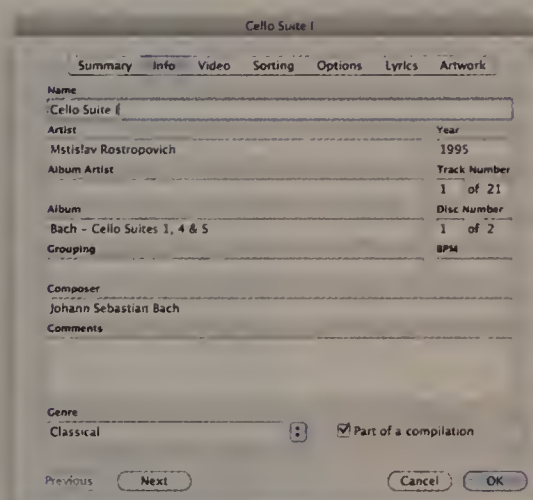 Cello Suite I
Summary Info Video Sorting Options Lyrics Artwork
Name
Cello Suite I
Artist Year
Mstislav Rostropovich 1995
Album Artist Track Number
1 of 21
Album Disc Number
Bach - Cello Suites 1, 4 & 5 1 of 2
Grouping BPM
Composer
Johann Sebastian Bach
Comments
Genre
Classical Part of a compilation
Previous Next Cancel OK